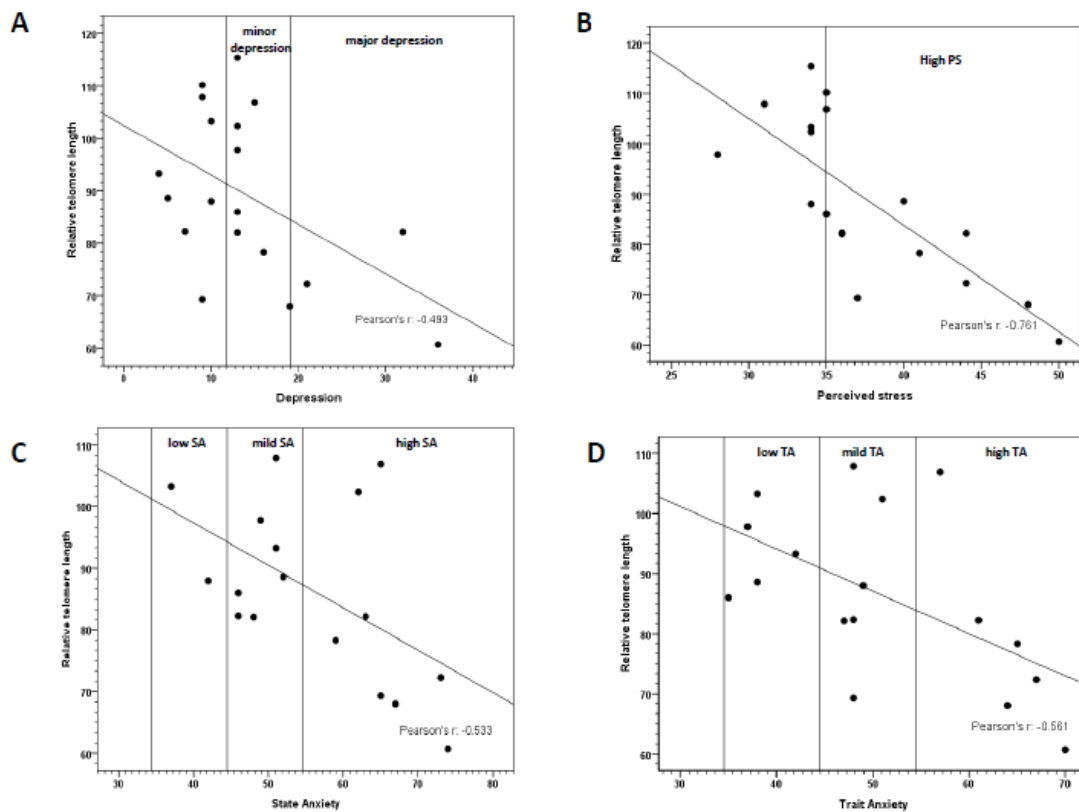 A
minor
depression
major depression
120
110
100
90
80
70
60
Relative telomere length
Pearson's r: -0.493
0
10
20
30
40
Depression
B
High PS
120
110
100
90
80
70
60
Relative telomere length
Pearson's r: -0.761
25
30
35
40
45
50
Perceived stress
C
low SA
mild SA
high SA
110
100
90
80
70
60
Relative telomere length
Pearson's r: -0.533
30
40
50
60
70
80
State Anxiety
D
low TA
mild TA
high TA
110
100
90
80
70
60
Relative telomere length
Pearson's r: -0.561
30
40
50
60
70
Trait Anxiety